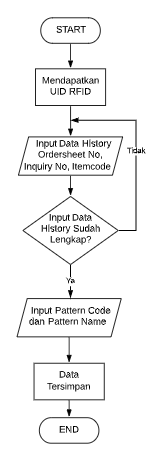 START
Mendapatkan
UID RFID
Input Data History
Ordersheet No,
Inquiry No, Itemcode
Tidak
Input Data
History Sudah
Lengkap?
Ya
Input Pattern Code
dan Pattern Name
Data
Tersimpan
END